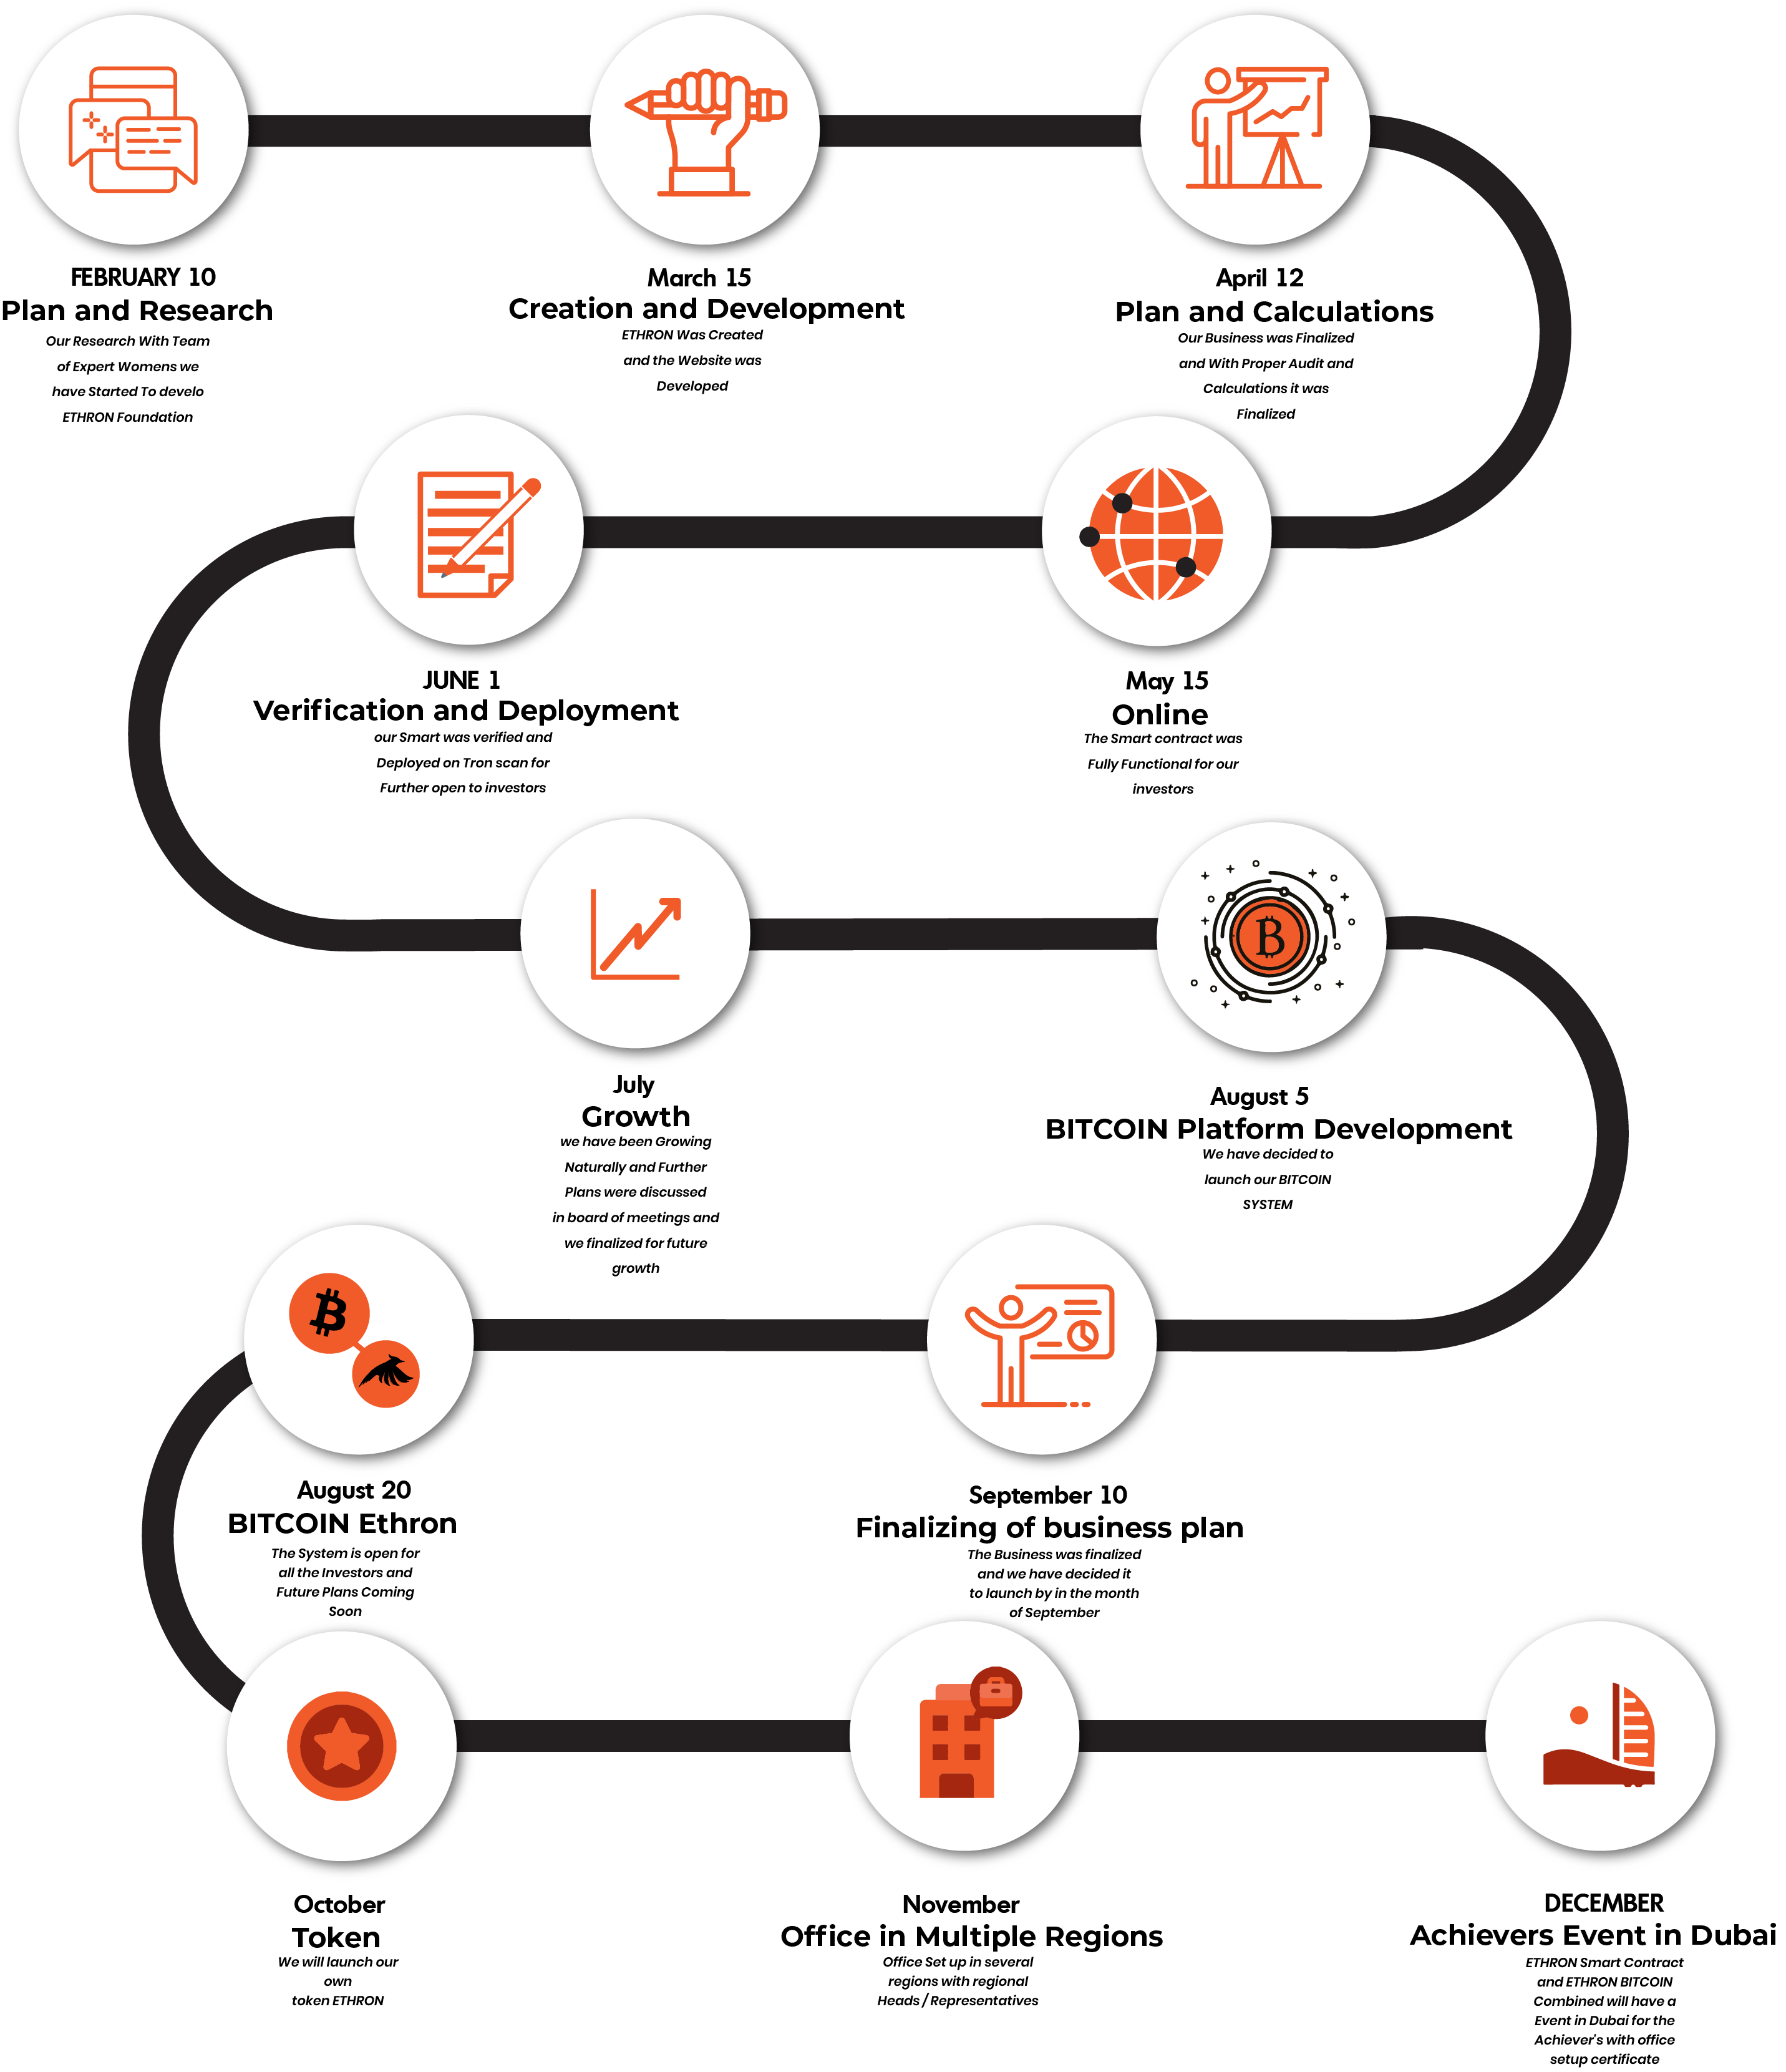 FEBRUARY 10
Plan and Research
Our Research With Team
of Expert Womens we
have Started To develo
ETHRON Foundation
March 15
Creation and Development
ETHRON Was Created
and the Website was
Developed
April 12
Plan and Calculations
Our Business was Finalized
and With Proper Audit and
Calculations it was
Finalized
JUNE 1
Verification and Deployment
our Smart was verified and
Deployed on Tron scan for
Further open to investors
May 15
Online
The Smart contract was
Fully Functional for our
investors
July
Growth
we have been Growing
Naturally and Further
Plans were discussed
in board of meetings and
we finalized for future
growth
August 5
BITCOIN Platform Development
We have decided to
launch our BITCOIN
SYSTEM
August 20
BITCOIN Ethron
The System is open for
all the Investors and
Future Plans Coming
Soon
September 10
Finalizing of business plan
The Business was finalized
and we have decided it
to launch by in the month
of September
October
Token
We will launch our
own
token ETHRON
November
Office in Multiple Regions
Office Set up in several
regions with regional
Heads / Representatives
DECEMBER
Achievers Event in Dubai
ETHRON Smart Contract
and ETHRON BITCOIN
Combined will have a
Event in Dubai for the
Achiever's with office
setup certificate